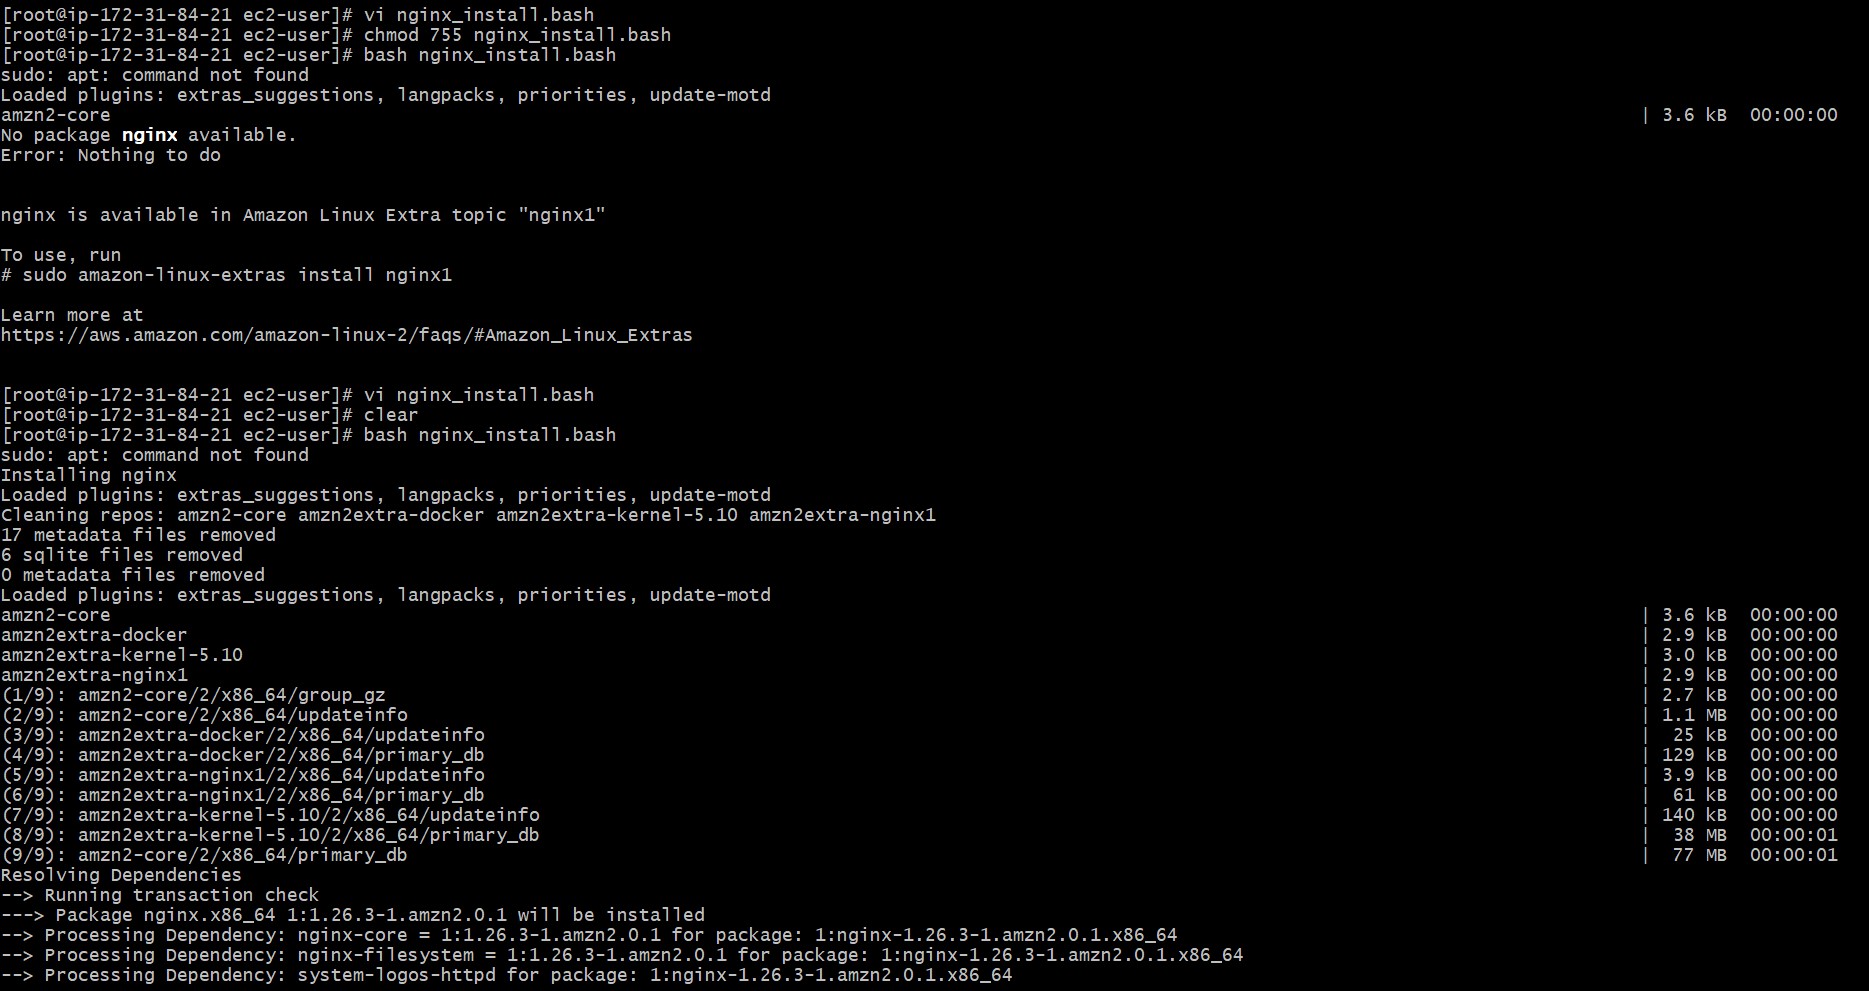 [root@ip-172-31-84-21 ec2-user]# vi nginx_install.bash
[root@ip-172-31-84-21 ec2-user]# chmod 755 nginx_install.bash
[root@ip-172-31-84-21 ec2-user]# bash nginx_install.bash
sudo: apt: command not found
Loaded plugins: extras_suggestions, langpacks, priorities, update-motd
amzn2-core | 3.6 kB 00:00:00
No package nginx available.
Error: Nothing to do
nginx is available in Amazon Linux Extra topic "nginx1"
To use, run
# sudo amazon-linux-extras install nginx1
Learn more at
https://aws.amazon.com/amazon-linux-2/faqs/#Amazon_Linux_Extras
[root@ip-172-31-84-21 ec2-user]# vi nginx_install.bash
[root@ip-172-31-84-21 ec2-user]# clear
[root@ip-172-31-84-21 ec2-user]# bash nginx_install.bash
sudo: apt: command not found
Installing nginx
Loaded plugins: extras_suggestions, langpacks, priorities, update-motd
Cleaning repos: amzn2-core amzn2extra-docker amzn2extra-kernel-5.10 amzn2extra-nginx1
17 metadata files removed
6 sqlite files removed
0 metadata files removed
Loaded plugins: extras_suggestions, langpacks, priorities, update-motd
amzn2-core | 3.6 kB 00:00:00
amzn2extra-docker | 2.9 kB 00:00:00
amzn2extra-kernel-5.10 | 3.0 kB 00:00:00
amzn2extra-nginx1 | 2.9 kB 00:00:00
(1/9): amzn2-core/2/x86_64/group_gz | 2.7 kB 00:00:00
(2/9): amzn2-core/2/x86_64/updateinfo | 1.1 MB 00:00:00
(3/9): amzn2extra-docker/2/x86_64/updateinfo | 25 kB 00:00:00
(4/9): amzn2extra-docker/2/x86_64/primary_db | 129 kB 00:00:00
(5/9): amzn2extra-nginx1/2/x86_64/updateinfo | 3.9 kB 00:00:00
(6/9): amzn2extra-nginx1/2/x86_64/primary_db | 61 kB 00:00:00
(7/9): amzn2extra-kernel-5.10/2/x86_64/updateinfo | 140 kB 00:00:00
(8/9): amzn2extra-kernel-5.10/2/x86_64/primary_db | 38 MB 00:00:01
(9/9): amzn2-core/2/x86_64/primary_db | 77 MB 00:00:01
Resolving Dependencies
--> Running transaction check
---> Package nginx.x86_64 1:1.26.3-1.amzn2.0.1 will be installed
--> Processing Dependency: nginx-core = 1:1.26.3-1.amzn2.0.1 for package: 1:nginx-1.26.3-1.amzn2.0.1.x86_64
--> Processing Dependency: nginx-filesystem = 1:1.26.3-1.amzn2.0.1 for package: 1:nginx-1.26.3-1.amzn2.0.1.x86_64
--> Processing Dependency: system-logos-httpd for package: 1:nginx-1.26.3-1.amzn2.0.1.x86_64